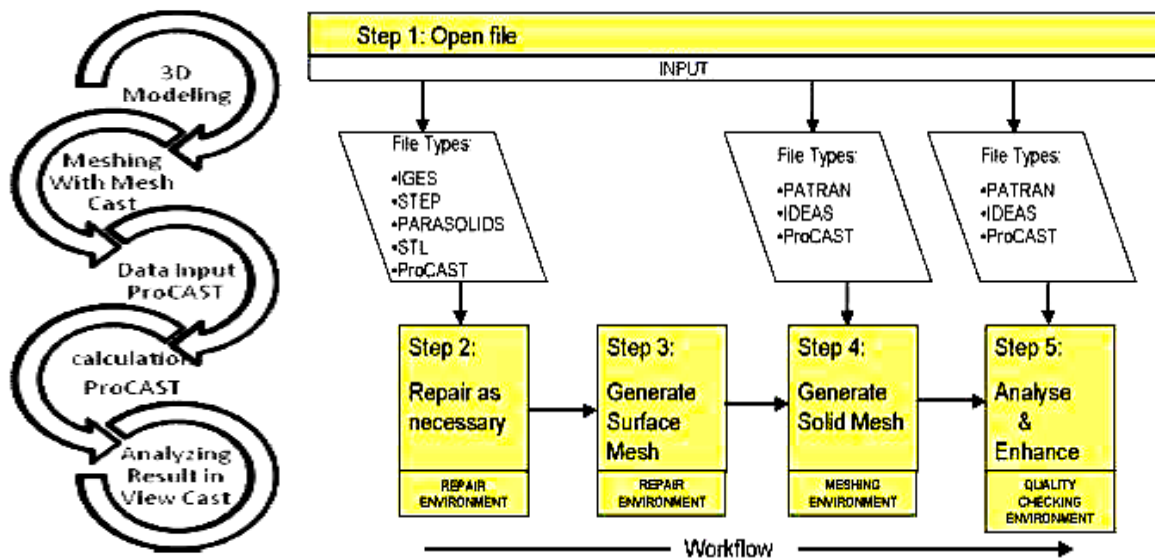 3D
Modeling
Meshing
With Mesh
Cast
Data Input
ProCAST
calculation
ProCAST
Analyzing
Result in
View Cast
Step 1: Open file
INPUT
File Types:
•IGES
•STEP
•PARASOLIDS
•STL
•ProCAST
File Types:
•PATRAN
•IDEAS
•ProCAST
File Types:
•PATRAN
•IDEAS
•ProCAST
Step 2:
Repair as
necessary
REPAIR
ENVIRONMENT
Step 3:
Generate
Surface
Mesh
REPAIR
ENVIRONMENT
Step 4:
Generate
Solid Mesh
MESHING
ENVIRONMENT
Step 5:
Analyse
&
Enhance
QUALITY
CHECKING
ENVIRONMENT
Workflow